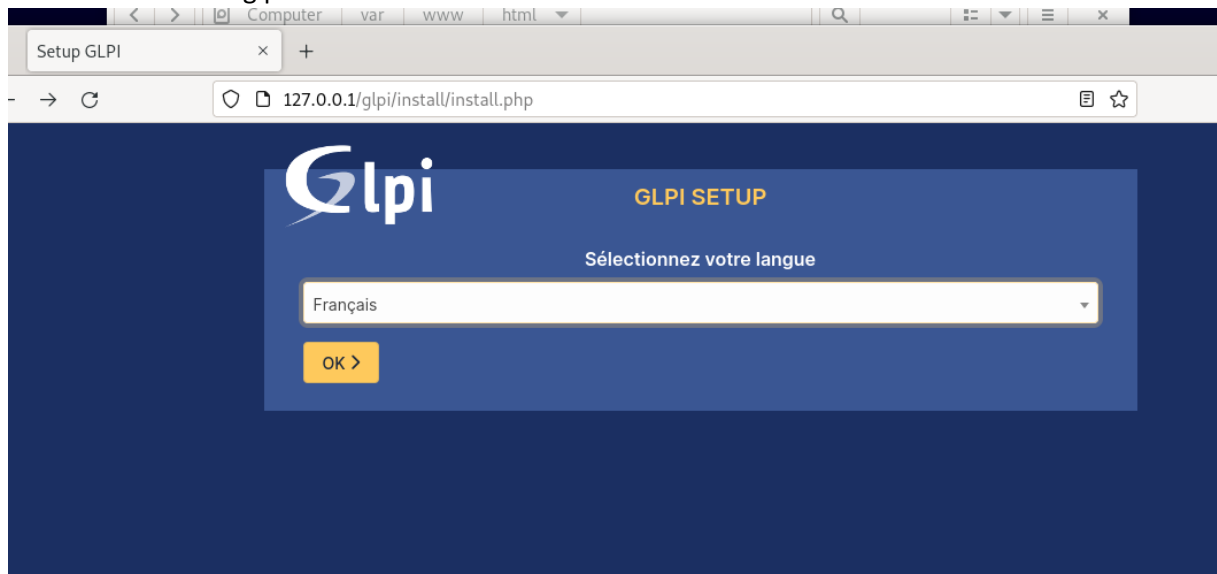 Computer var www html
Setup GLPI
127.0.0.1/glpi/install/install.php
Glpi
GLPI SETUP
Sélectionnez votre langue
Français
OK